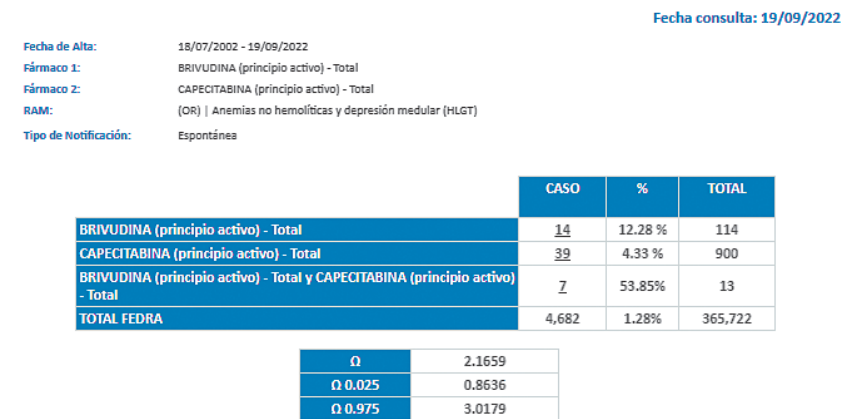 Fecha consulta: 19/09/2022
Fecha de Alta: 18/07/2002 - 19/09/2022
Fármaco 1: BRIVUDINA (principio activo) - Total
Fármaco 2: CAPECITABINA (principio activo) - Total
RAM: (OR) | Anemias no hemolíticas y depresión medular (HLGT)
Tipo de Notificación: Espontánea
CASO % TOTAL
BRIVUDINA (principio activo) - Total 14 12.28 % 114
CAPECITABINA (principio activo) - Total 39 4.33 % 900
BRIVUDINA (principio activo) - Total y CAPECITABINA (principio activo)
- Total 7 53.85% 13
TOTAL FEDRA 4,682 1.28% 365,722
Ω 2.1659
Ω 0.025 0.8636
Ω 0.975 3.0179